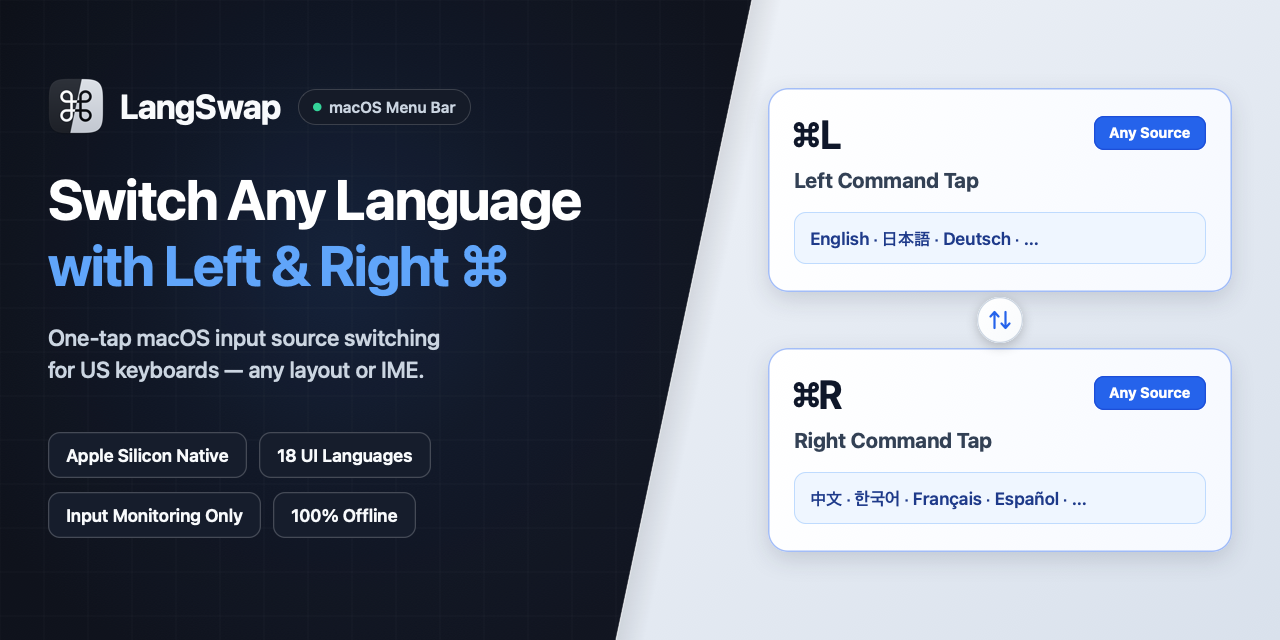 LangSwap
macOS Menu Bar
Switch Any Language
with Left & Right ⌘
One-tap macOS input source switching
for US keyboards — any layout or IME.
Apple Silicon Native
18 UI Languages
Input Monitoring Only
100% Offline
⌘L
Any Source
Left Command Tap
English · 日本語 · Deutsch · ...
⌘R
Any Source
Right Command Tap
中文 · 한국어 · Français · Español · ...